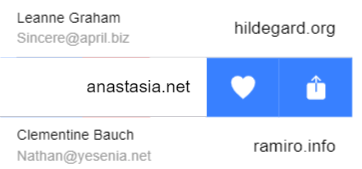 Leanne Graham
Sincere@april.biz
hildegard.org
anastasia.net
Clementine Bauch
Nathan@yesenia.net
ramiro.info